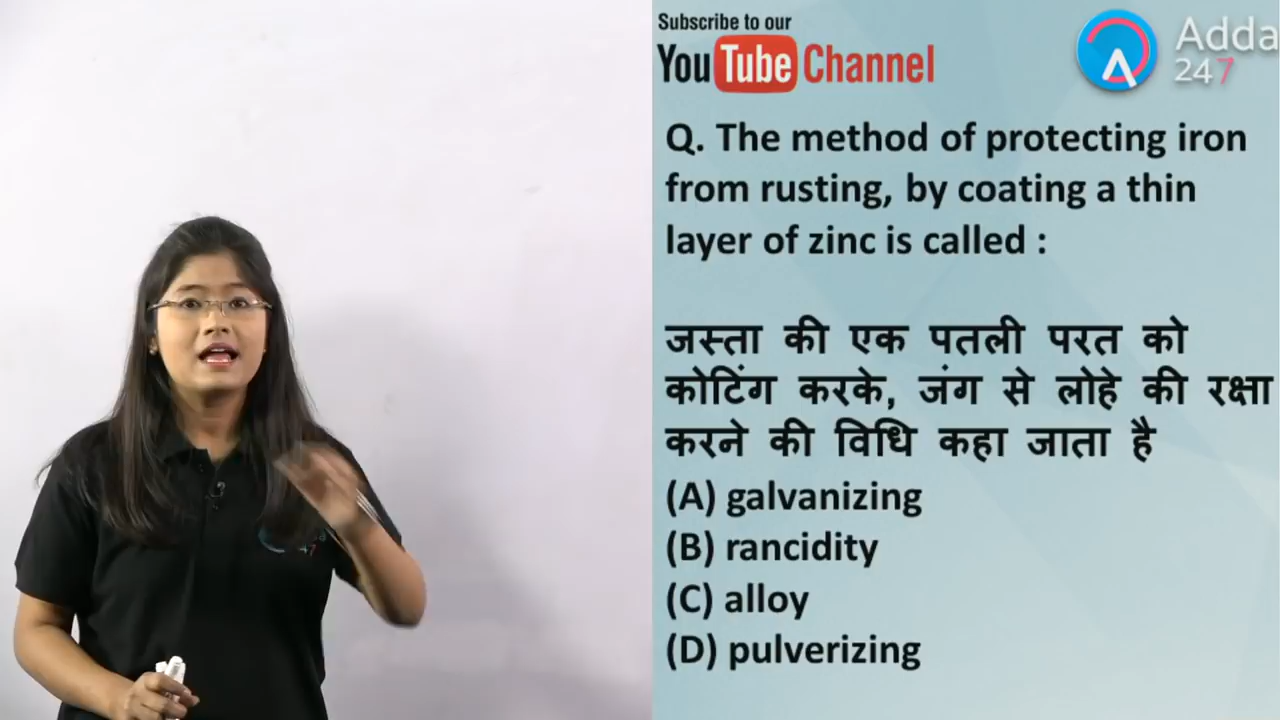 Subscribe to our
YouTube Channel
Adda
247
Q. The method of protecting iron
from rusting, by coating a thin
layer of zinc is called :
जस्ता की एक पतली परत को
कोटिंग करके, जंग से लोहे की रक्षा
करने की विधि कहा जाता है
(A) galvanizing
(B) rancidity
(C) alloy
(D) pulverizing